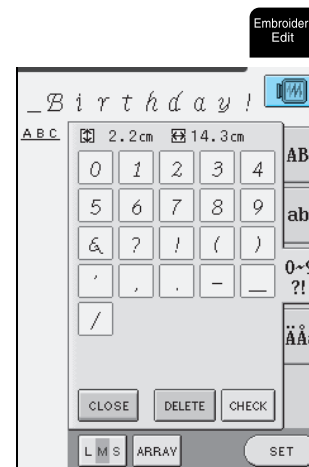 Embroider
Edit
_Birthday!
ABC
2.2cm 14.3cm
0 1 2 3 4
5 6 7 8 9
& ? ! ( )
' , . - _
/
AB
ab
0~9
?!
ÄÅ
CLOSE DELETE CHECK
L M S ARRAY SET